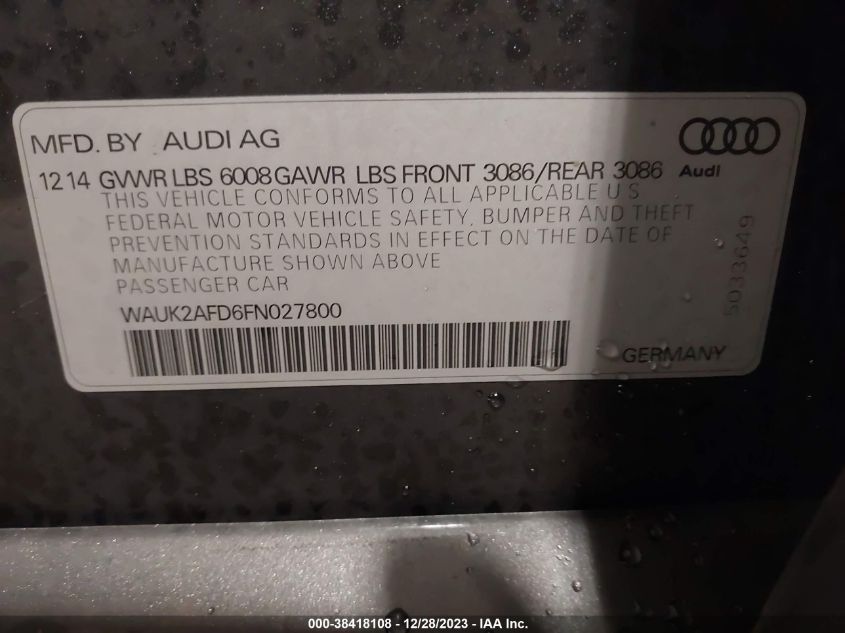 MFD. BY AUDI AG
12 14 GVWR LBS 6008 GAWR LBS FRONT 3086/REAR 3086
Audi
THIS VEHICLE CONFORMS TO ALL APPLICABLE U S
FEDERAL MOTOR VEHICLE SAFETY, BUMPER AND THEFT
PREVENTION STANDARDS IN EFFECT ON THE DATE OF
MANUFACTURE SHOWN ABOVE
PASSENGER CAR
WAUK2AFD6FN027800
5033649
GERMANY
000-38418108 - 12/28/2023 - IAA Inc.